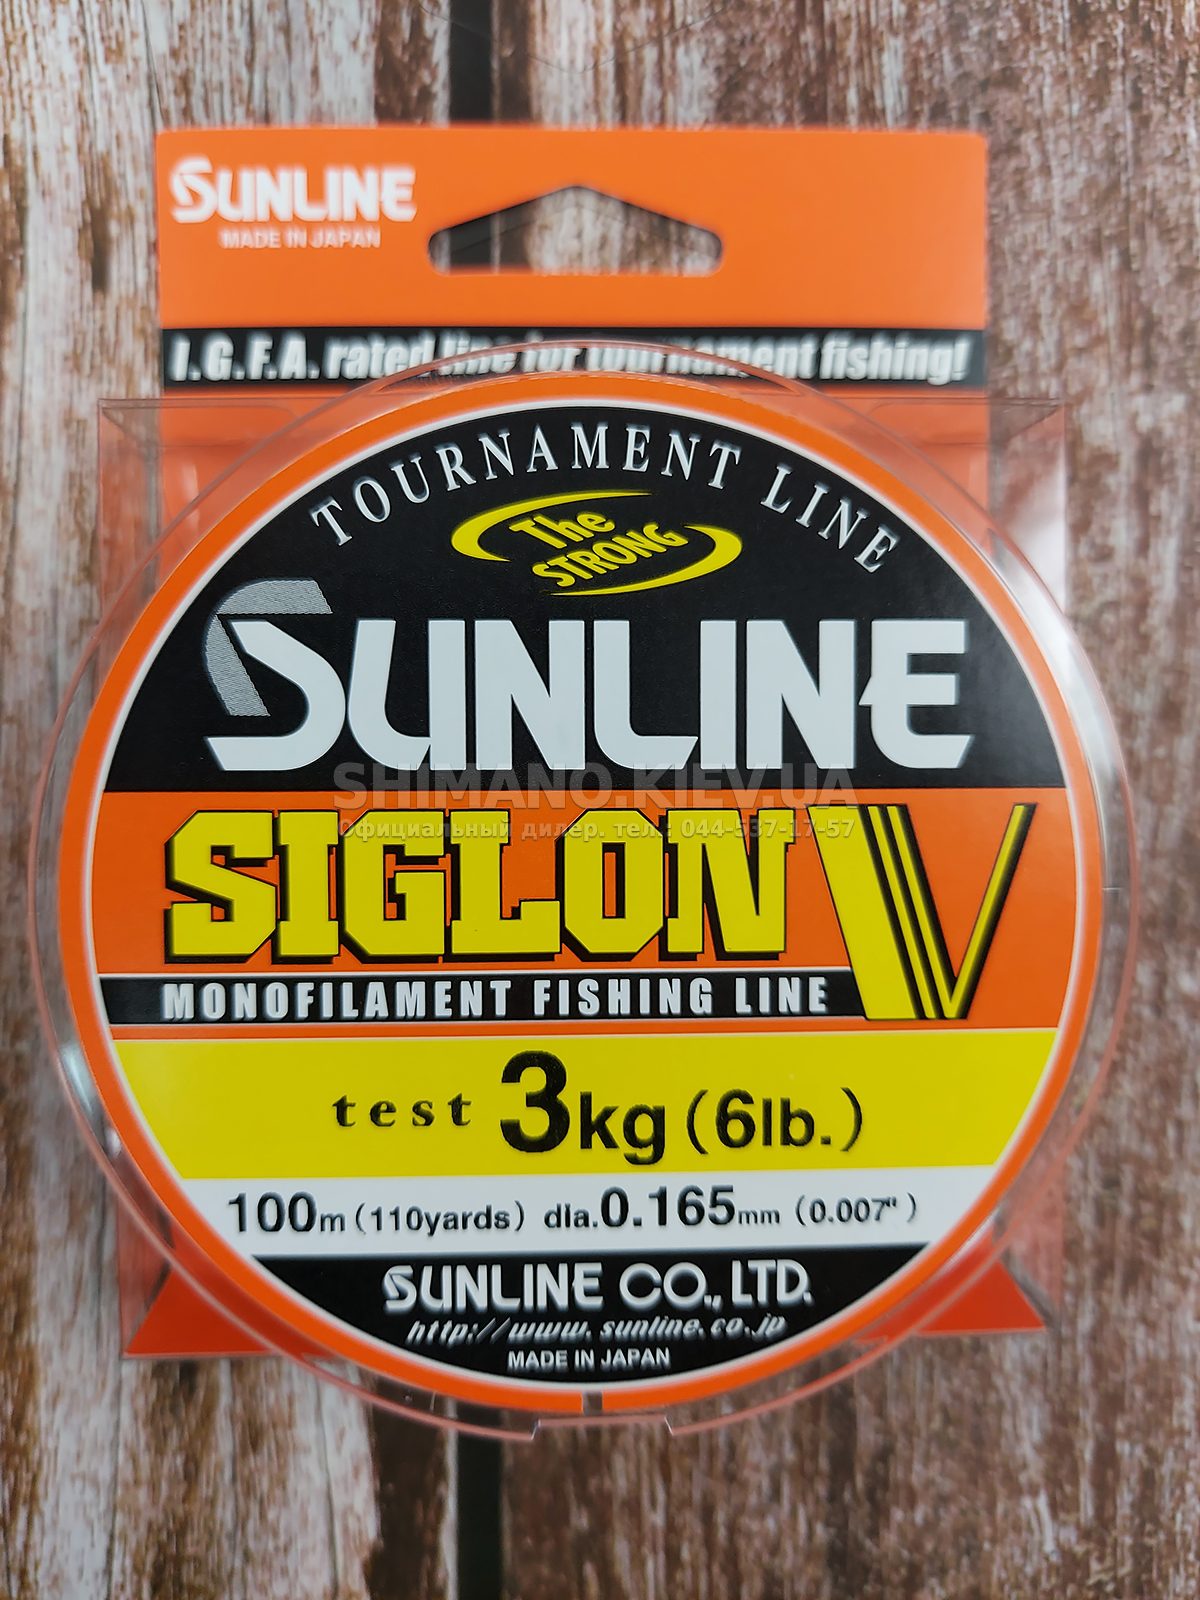 SUNLINE
MADE IN JAPAN
I.G.F.A. rated line for tournament fishing!
TOURNAMENT LINE
The
STRONG
SUNLINE
SHIMANO.KIEV.UA
Официальный дилер. тел.: 044-537-17-57
SIGLON V
MONOFILAMENT FISHING LINE
test 3kg (6lb.)
100m (110yards) dia.0.165mm (0.007")
SUNLINE CO., LTD.
http://www.sunline.co.jp
MADE IN JAPAN